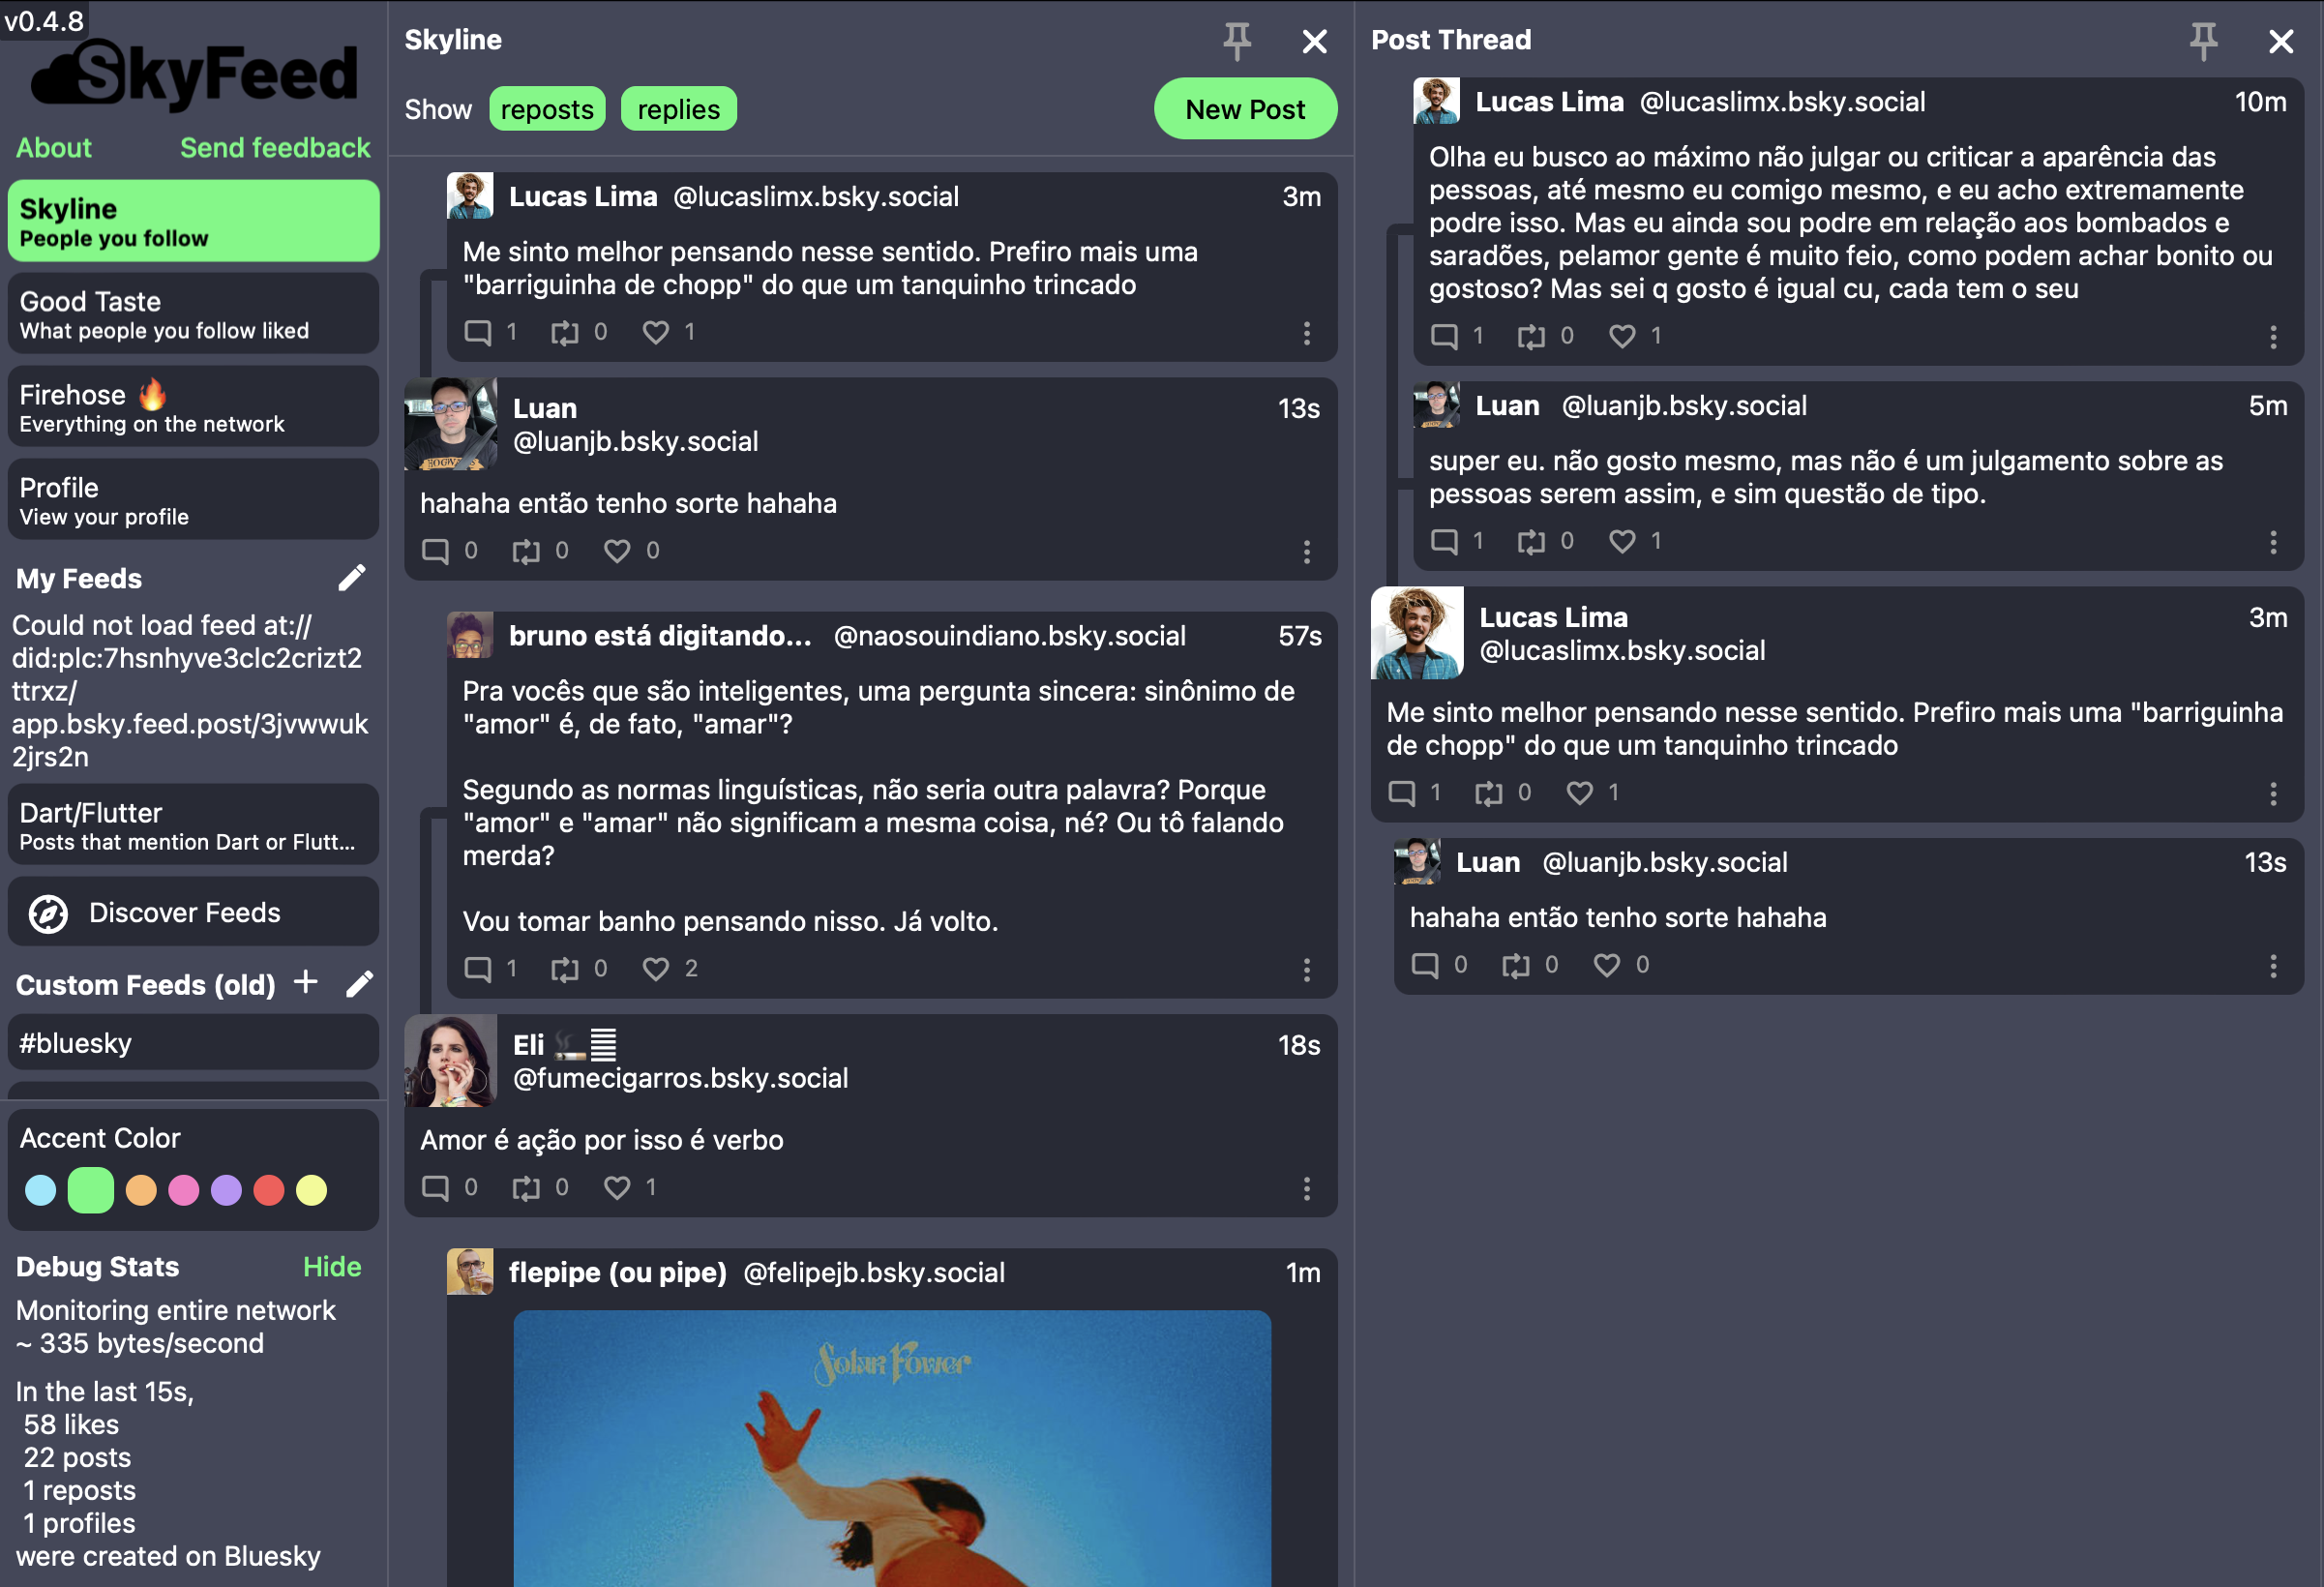 v0.4.8
SkyFeed
About
Send feedback
Skyline
People you follow
Good Taste
What people you follow liked
Firehose 🔥
Everything on the network
Profile
View your profile
My Feeds
Could not load feed at://
did:plc:7hsnhyve3clc2crizt2
ttrxz/
app.bsky.feed.post/3jvwwuk
2jrs2n
Dart/Flutter
Posts that mention Dart or Flutt...
Discover Feeds
Custom Feeds (old)
#bluesky
Accent Color
Debug Stats
Hide
Monitoring entire network
~ 335 bytes/second
In the last 15s,
58 likes
22 posts
1 reposts
1 profiles
were created on Bluesky
Skyline
Show reposts replies
New Post
Lucas Lima @lucaslimx.bsky.social 3m
Me sinto melhor pensando nesse sentido. Prefiro mais uma
"barriguinha de chopp" do que um tanquinho trincado
1 0 1
Luan 13s
@luanjb.bsky.social
hahaha então tenho sorte hahaha
0 0 0
bruno está digitando... @naosouindiano.bsky.social 57s
Pra vocês que são inteligentes, uma pergunta sincera: sinônimo de
"amor" é, de fato, "amar"?
Segundo as normas linguísticas, não seria outra palavra? Porque
"amor" e "amar" não significam a mesma coisa, né? Ou tô falando
merda?
Vou tomar banho pensando nisso. Já volto.
1 0 2
Eli 🚬 18s
@fumecigarros.bsky.social
Amor é ação por isso é verbo
0 0 1
flepipe (ou pipe) @felipejb.bsky.social 1m
Solar Power
Post Thread
Lucas Lima @lucaslimx.bsky.social 10m
Olha eu busco ao máximo não julgar ou criticar a aparência das
pessoas, até mesmo eu comigo mesmo, e eu acho extremamente
podre isso. Mas eu ainda sou podre em relação aos bombados e
saradões, pelamor gente é muito feio, como podem achar bonito ou
gostoso? Mas sei q gosto é igual cu, cada tem o seu
1 0 1
Luan @luanjb.bsky.social 5m
super eu. não gosto mesmo, mas não é um julgamento sobre as
pessoas serem assim, e sim questão de tipo.
1 0 1
Lucas Lima 3m
@lucaslimx.bsky.social
Me sinto melhor pensando nesse sentido. Prefiro mais uma "barriguinha
de chopp" do que um tanquinho trincado
1 0 1
Luan @luanjb.bsky.social 13s
hahaha então tenho sorte hahaha
0 0 0